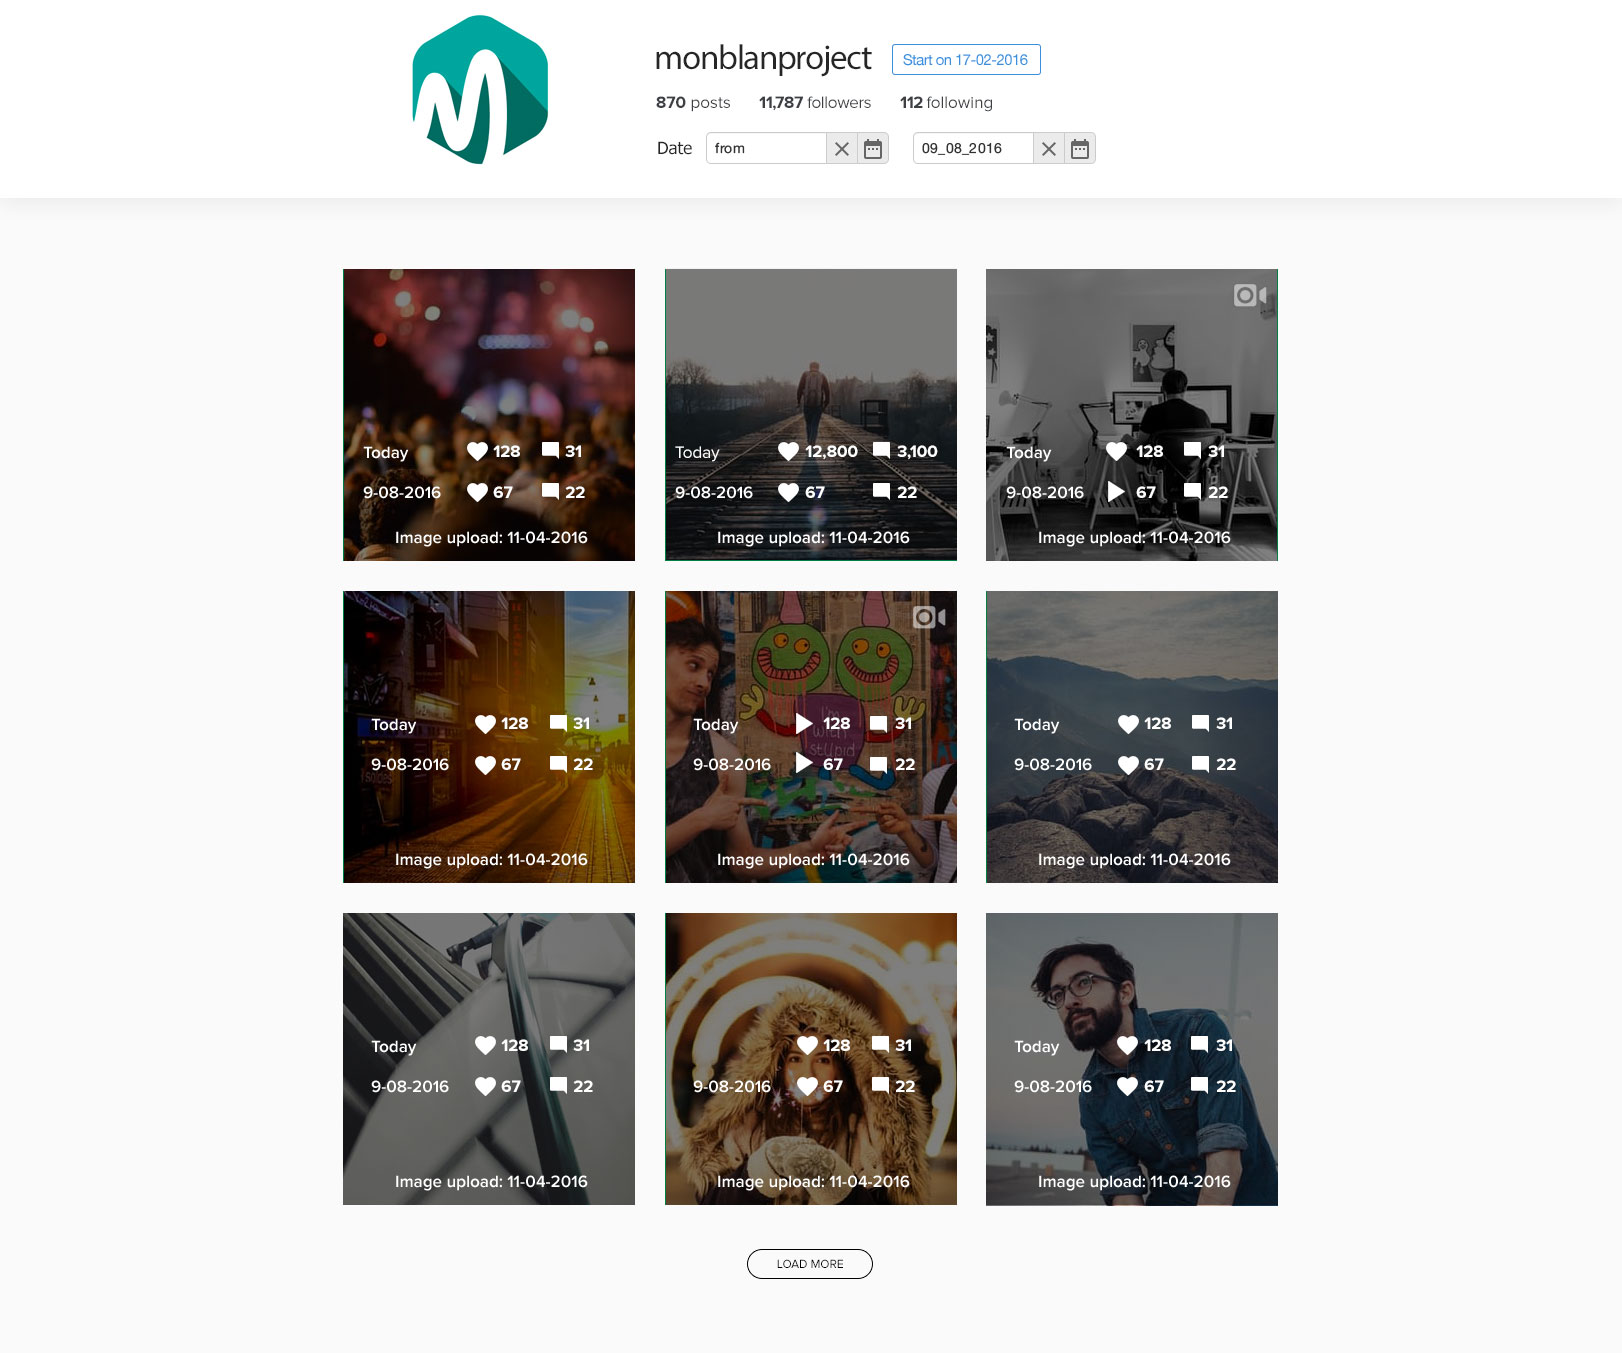 monblanproject Start on 17-02-2016
870 posts 11,787 followers 112 following
Date from 09_08_2016
Today 128 31
9-08-2016 67 22
Image upload: 11-04-2016
Today 12,800 3,100
9-08-2016 67 22
Image upload: 11-04-2016
Today 128 31
9-08-2016 67 22
Image upload: 11-04-2016
Today 128 31
9-08-2016 67 22
Image upload: 11-04-2016
I'm
with
stupid
Today 128 31
9-08-2016 67 22
Image upload: 11-04-2016
Today 128 31
9-08-2016 67 22
Image upload: 11-04-2016
Today 128 31
9-08-2016 67 22
Image upload: 11-04-2016
128 31
9-08-2016 67 22
Image upload: 11-04-2016
Today 128 31
9-08-2016 67 22
Image upload: 11-04-2016
LOAD MORE